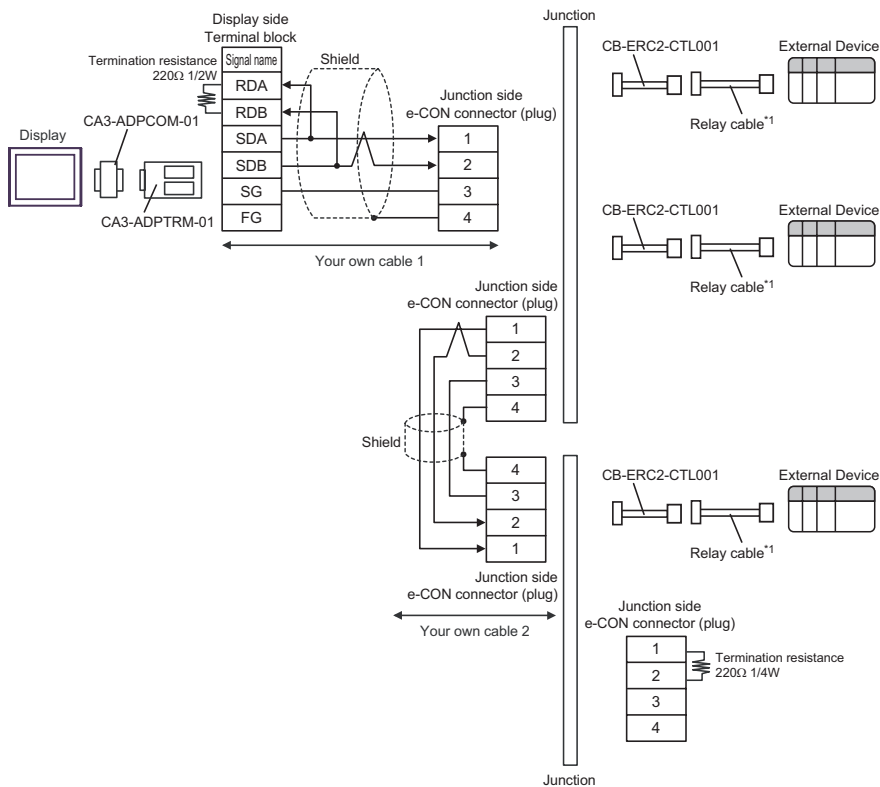 Display side
Terminal block
Junction
Termination resistance
220Ω 1/2W
Signal name
Shield
RDA
RDB
SDA
SDB
SG
FG
Display
CA3-ADPCOM-01
CA3-ADPTRM-01
Junction side
e-CON connector (plug)
1
2
3
4
Your own cable 1
CB-ERC2-CTL001
External Device
Relay cable*1
CB-ERC2-CTL001
External Device
Relay cable*1
Junction side
e-CON connector (plug)
1
2
3
4
Shield
4
3
2
1
Junction side
e-CON connector (plug)
Your own cable 2
CB-ERC2-CTL001
External Device
Relay cable*1
Junction side
e-CON connector (plug)
1
2
3
4
Termination resistance
220Ω 1/4W
Junction